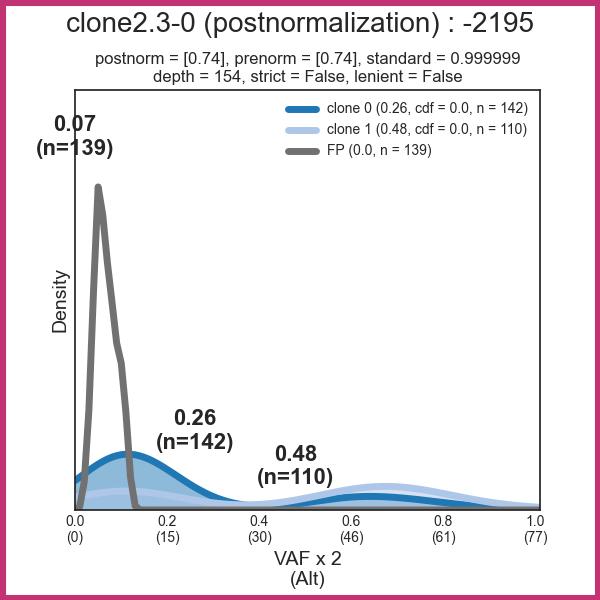 clone2.3-0 (postnormalization) : -2195
postnorm = [0.74], prenorm = [0.74], standard = 0.999999
depth = 154, strict = False, lenient = False
clone 0 (0.26, cdf = 0.0, n = 142)
clone 1 (0.48, cdf = 0.0, n = 110)
FP (0.0, n = 139)
0.07
(n=139)
Density
0.26
(n=142)
0.48
(n=110)
0.0 0.2 0.4 0.6 0.8 1.0
(0) (15) (30) (46) (61) (77)
VAF x 2
(Alt)